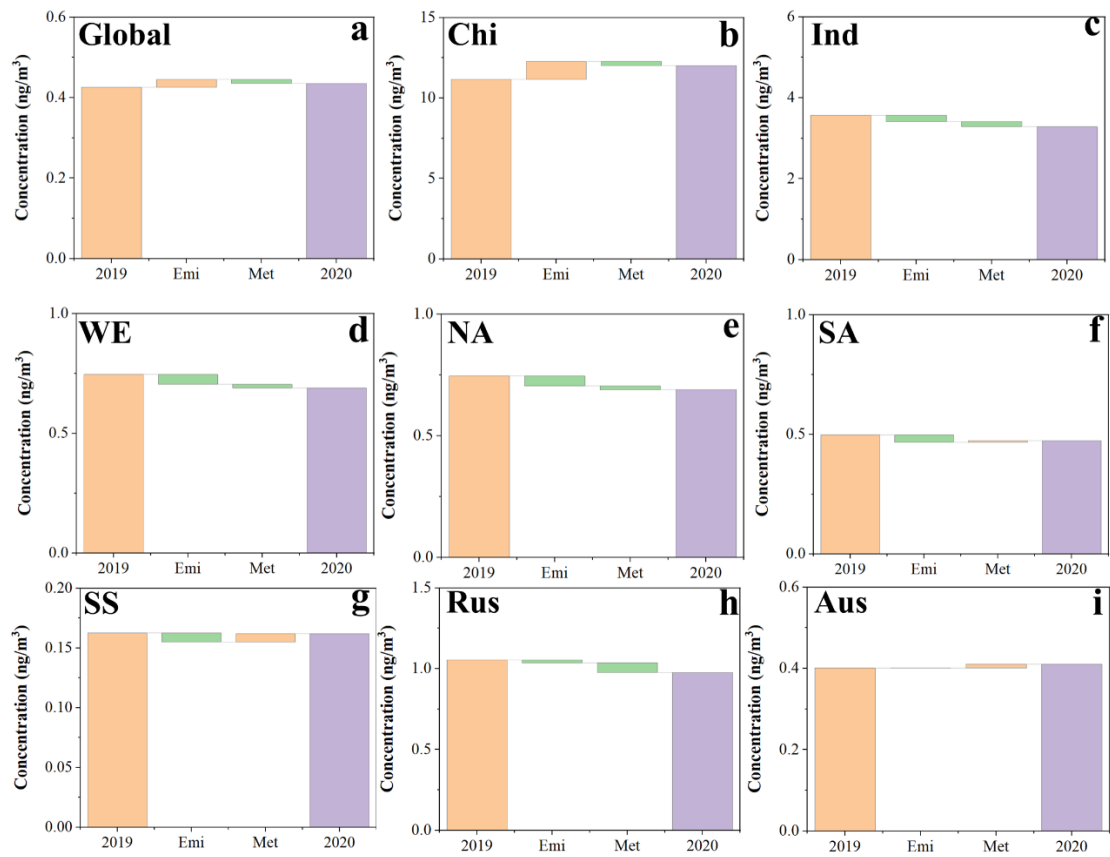 Global a
Concentration (ng/m³)
0.6
0.4
0.2
0.0
2019 Emi Met 2020
Chi b
Concentration (ng/m³)
15
10
5
0
2019 Emi Met 2020
Ind c
Concentration (ng/m³)
6
4
2
0
2019 Emi Met 2020
WE d
Concentration (ng/m³)
1.0
0.5
0.0
2019 Emi Met 2020
NA e
Concentration (ng/m³)
1.0
0.5
0.0
2019 Emi Met 2020
SA f
Concentration (ng/m³)
1.0
0.5
0.0
2019 Emi Met 2020
SS g
Concentration (ng/m³)
0.20
0.15
0.10
0.05
0.00
2019 Emi Met 2020
Rus h
Concentration (ng/m³)
1.5
1.0
0.5
0.0
2019 Emi Met 2020
Aus i
Concentration (ng/m³)
0.6
0.4
0.2
0.0
2019 Emi Met 2020